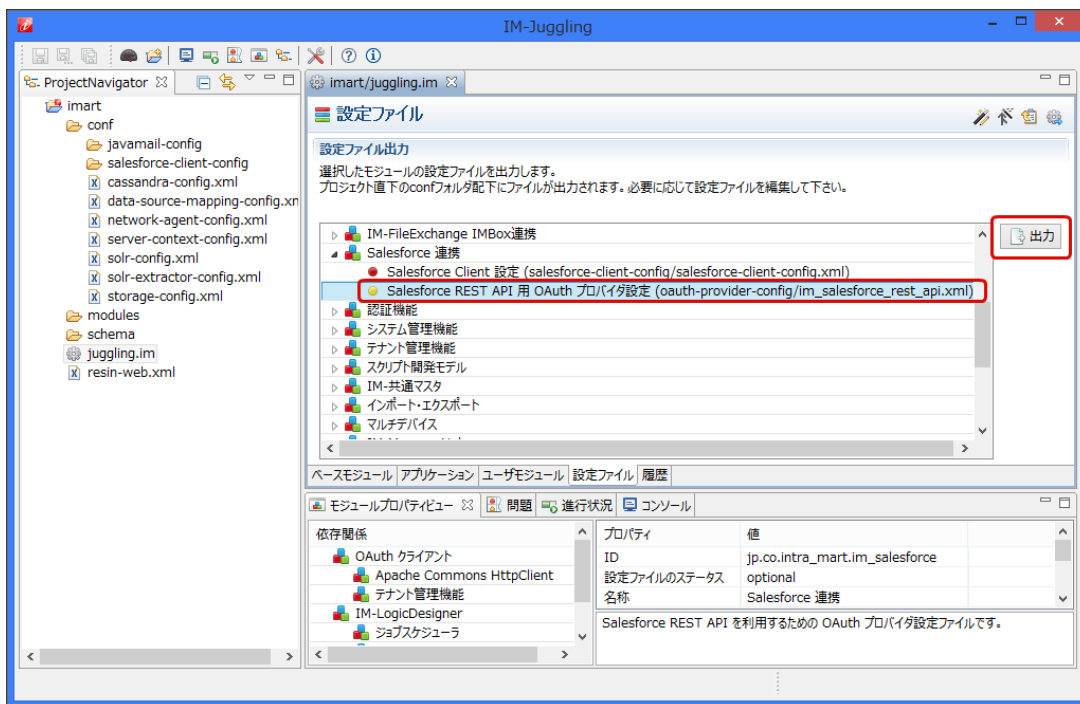 IM-Juggling
ProjectNavigator
imart
conf
javamail-config
salesforce-client-config
cassandra-config.xml
data-source-mapping-config.xn
network-agent-config.xml
server-context-config.xml
solr-config.xml
solr-extractor-config.xml
storage-config.xml
modules
schema
juggling.im
resin-web.xml
imart/juggling.im
設定ファイル
設定ファイル出力
選択したモジュールの設定ファイルを出力します。
プロジェクト直下のconfフォルダ配下にファイルが出力されます。必要に応じて設定ファイルを編集して下さい。
IM-FileExchange IMBox連携
Salesforce 連携
Salesforce Client 設定 (salesforce-client-config/salesforce-client-config.xml)
Salesforce REST API 用 OAuth プロバイダ設定 (oauth-provider-config/im_salesforce_rest_api.xml)
認証機能
システム管理機能
テナント管理機能
スクリプト開発モデル
IM-共通マスタ
インポート・エクスポート
マルチデバイス
出力
ベースモジュール アプリケーション ユーザモジュール 設定ファイル 履歴
モジュールプロパティビュー 問題 進行状況 コンソール
依存関係
OAuth クライアント
Apache Commons HttpClient
テナント管理機能
IM-LogicDesigner
ジョブスケジューラ
プロパティ 値
ID jp.co.intra_mart.im_salesforce
設定ファイルのステータス optional
名称 Salesforce 連携
Salesforce REST API を利用するための OAuth プロバイダ設定ファイルです。